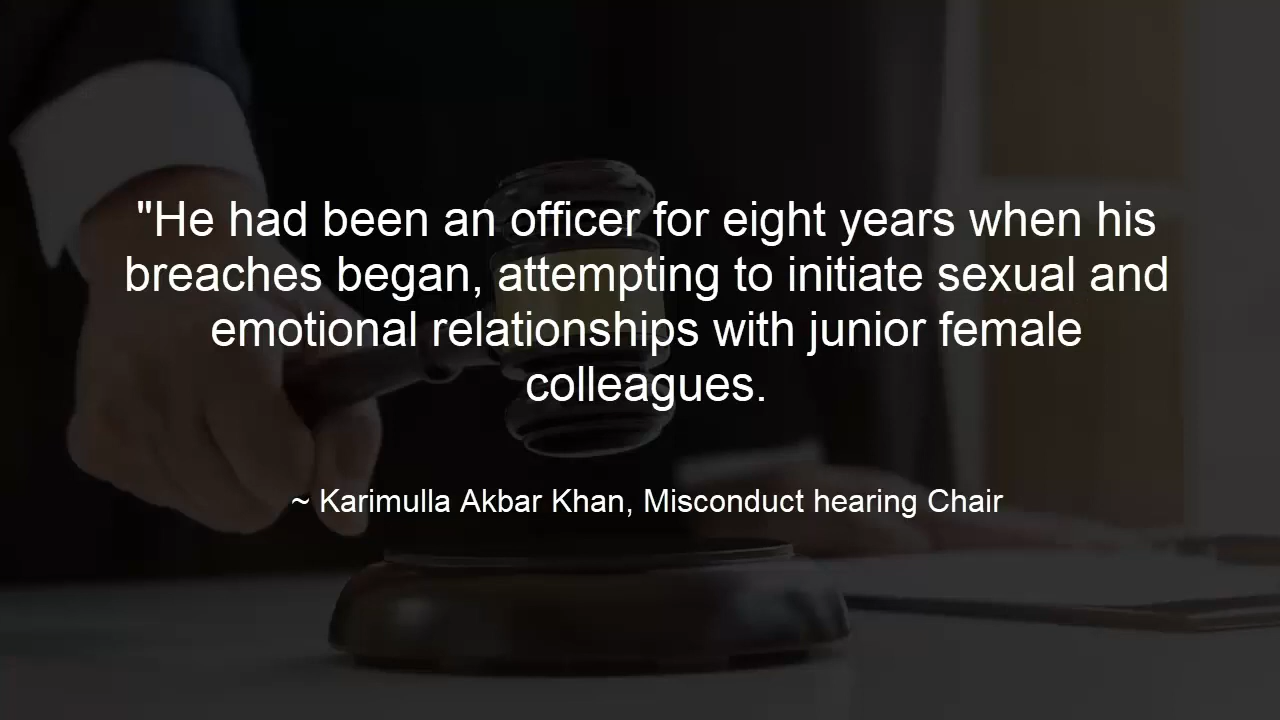 "He had been an officer for eight years when his
breaches began, attempting to initiate sexual and
emotional relationships with junior female
colleagues.
~ Karimulla Akbar Khan, Misconduct hearing Chair